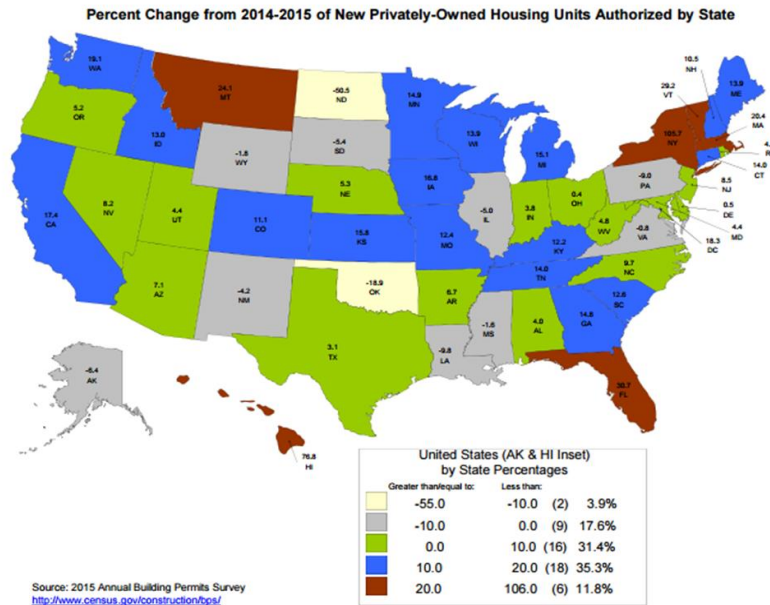 Percent Change from 2014-2015 of New Privately-Owned Housing Units Authorized by State
19.1
WA
24.1
MT
-50.5
ND
14.9
MN
10.5
NH
29.2
VT
13.9
ME
20.4
MA
5.2
OR
13.0
ID
-5.4
SD
13.9
WI
15.1
MI
105.7
NY
4.
R
14.0
CT
-1.8
WY
16.8
IA
-9.0
PA
8.5
NJ
5.3
NE
-5.0
IL
3.8
IN
0.4
OH
0.5
DE
4.4
MD
18.3
DC
17.4
CA
8.2
NV
4.4
UT
11.1
CO
15.8
KS
12.4
MO
12.2
KY
4.8
WV
-0.8
VA
7.1
AZ
-4.2
NM
-18.9
OK
6.7
AR
14.0
TN
9.7
NC
12.6
SC
3.1
TX
-9.8
LA
-1.6
MS
4.0
AL
14.8
GA
FL
-6.4
AK
76.8
HI
United States (AK & HI Inset)
by State Percentages
Greater than/equal to: Less than:
-55.0 -10.0 (2) 3.9%
-10.0 0.0 (9) 17.6%
0.0 10.0 (16) 31.4%
10.0 20.0 (18) 35.3%
20.0 106.0 (6) 11.8%
Source: 2015 Annual Building Permits Survey
http://www.census.gov/construction/bps/